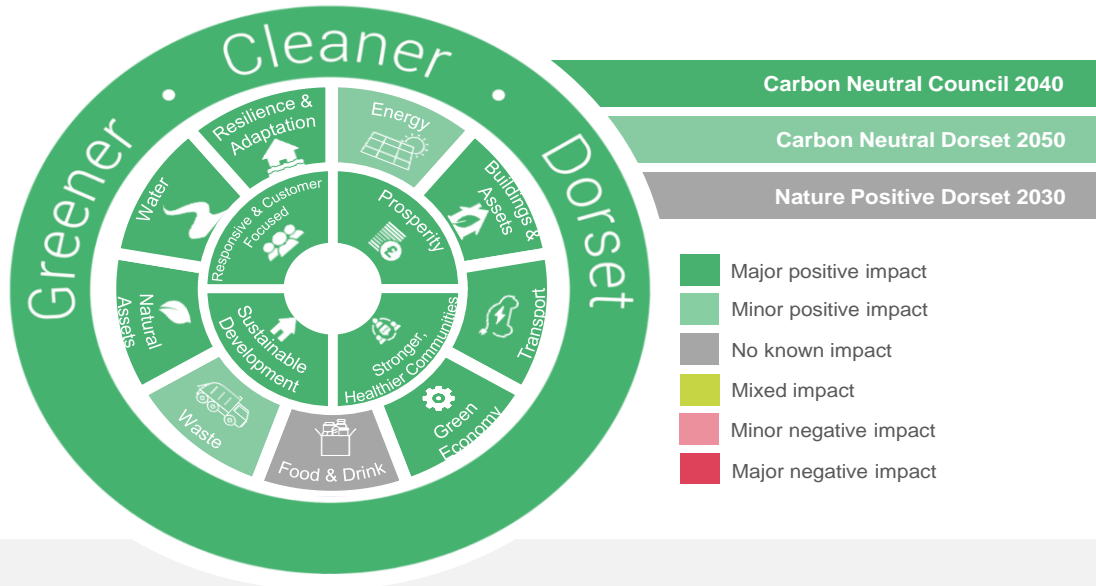 Greener • Cleaner • Dorset
Carbon Neutral Council 2040
Carbon Neutral Dorset 2050
Nature Positive Dorset 2030
Resilience &
Adaptation
Energy
Buildings &
Assets
Transport
Green
Economy
Food & Drink
Waste
Natural
Assets
Water
Responsive & Customer
Focused
Prosperity
£
Stronger,
Healthier Communities
Sustainable
Development
Major positive impact
Minor positive impact
No known impact
Mixed impact
Minor negative impact
Major negative impact